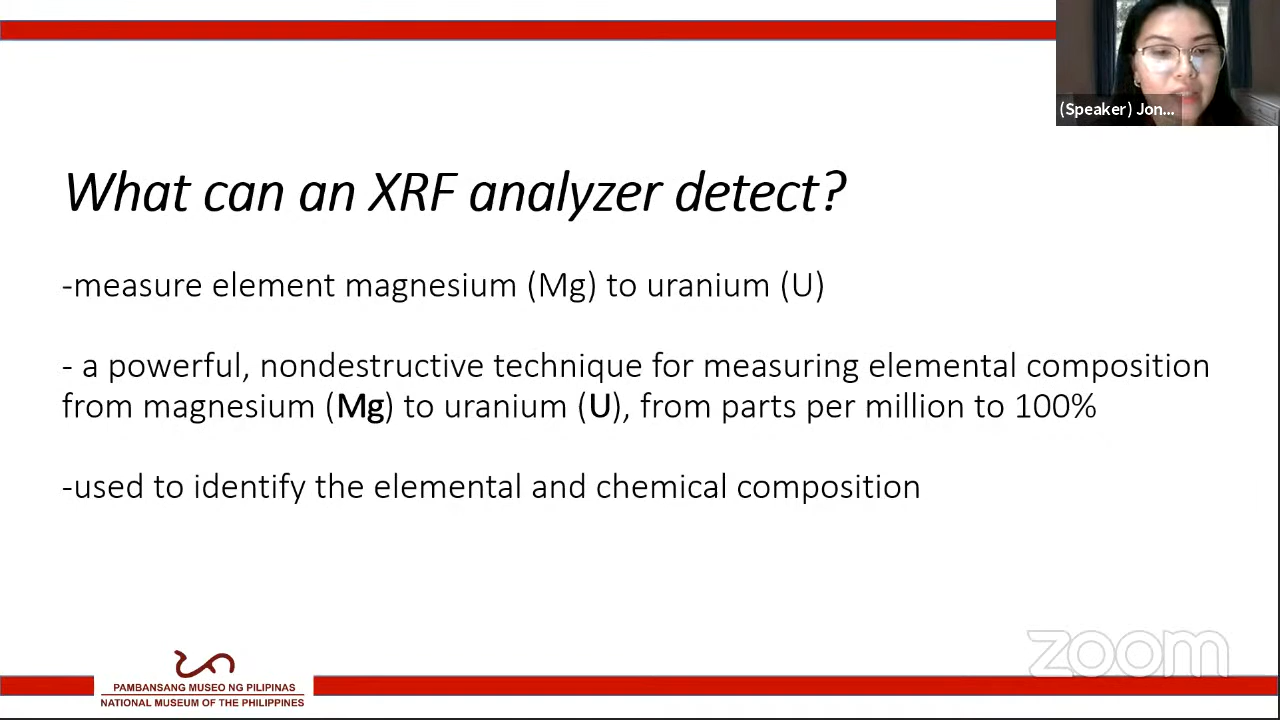 (Speaker) Jon...
What can an XRF analyzer detect?
-measure element magnesium (Mg) to uranium (U)
- a powerful, nondestructive technique for measuring elemental composition
from magnesium (Mg) to uranium (U), from parts per million to 100%
-used to identify the elemental and chemical composition
zoom
PAMBANSANG MUSEO NG PILIPINAS
NATIONAL MUSEUM OF THE PHILIPPINES